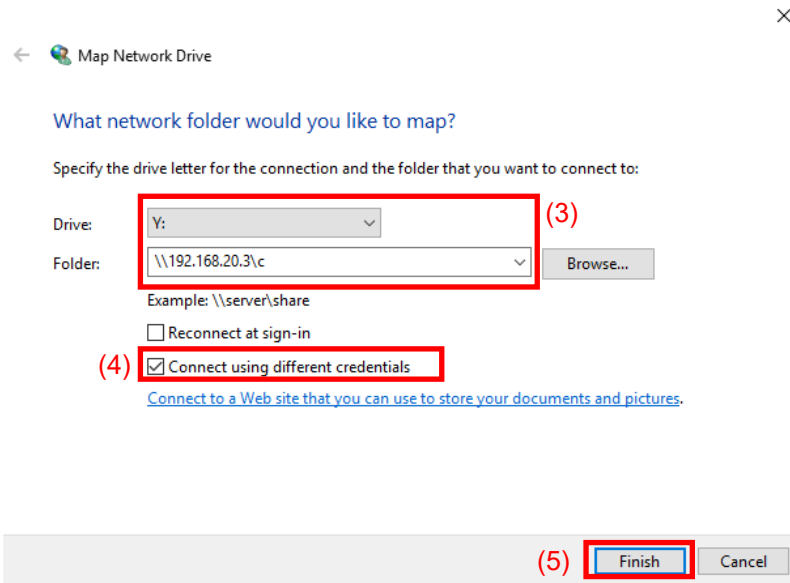 Map Network Drive
What network folder would you like to map?
Specify the drive letter for the connection and the folder that you want to connect to:
Drive: Y: (3)
Folder: \\192.168.20.3\c Browse...
Example: \\server\share
Reconnect at sign-in
(4) Connect using different credentials
Connect to a Web site that you can use to store your documents and pictures.
(5) Finish Cancel